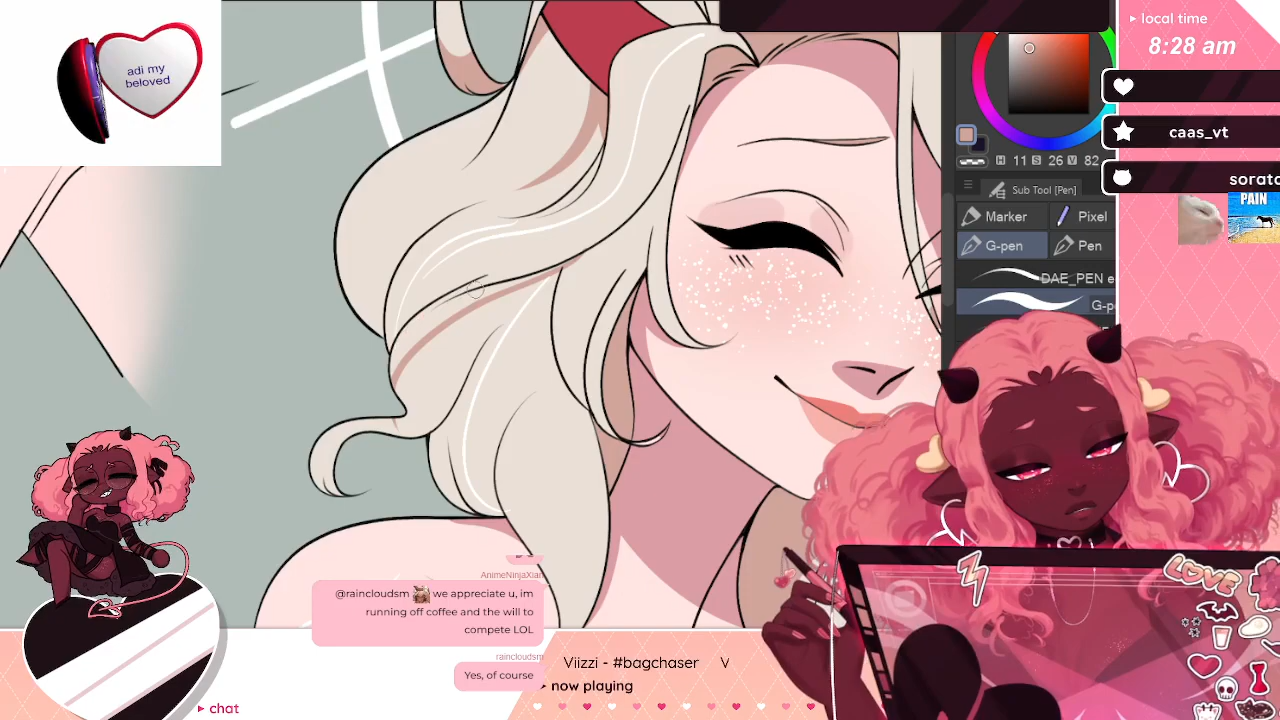 adi my
beloved
local time
8:28 am
caas_vt
PAIN
H 11 S 26 V 82
Sub Tool [Pen]
Marker
Pixel
G-pen
Pen
DAE_PEN e
LOVE
AnimeNinjaXian
@raincloudsm we appreciate u, im
running off coffee and the will to
compete LOL
raincloudsm
Yes, of course
Viizzi - #bagchaser V
now playing
chat